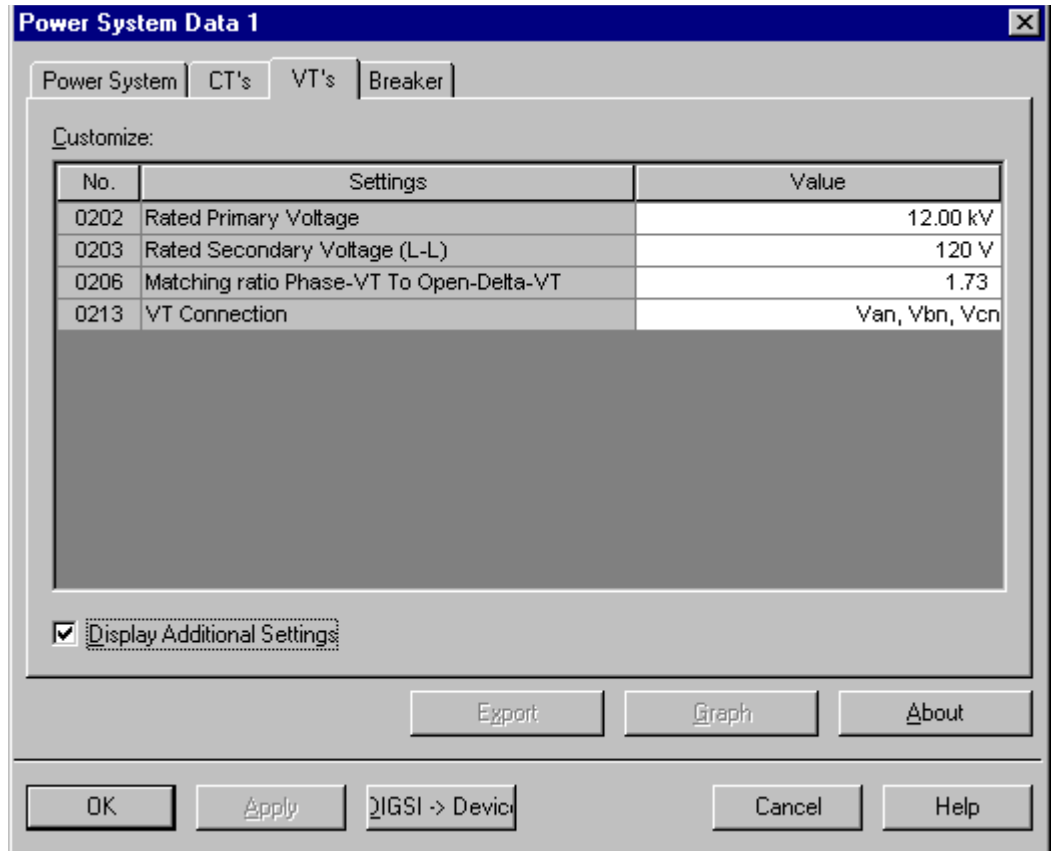 Power System Data 1
Power System CT's VT's Breaker
Customize:
No. Settings Value
0202 Rated Primary Voltage 12.00 kV
0203 Rated Secondary Voltage (L-L) 120 V
0206 Matching ratio Phase-VT To Open-Delta-VT 1.73
0213 VT Connection Van, Vbn, Vcn
Display Additional Settings
Export Graph About
OK Apply DIGSI -> Device Cancel Help